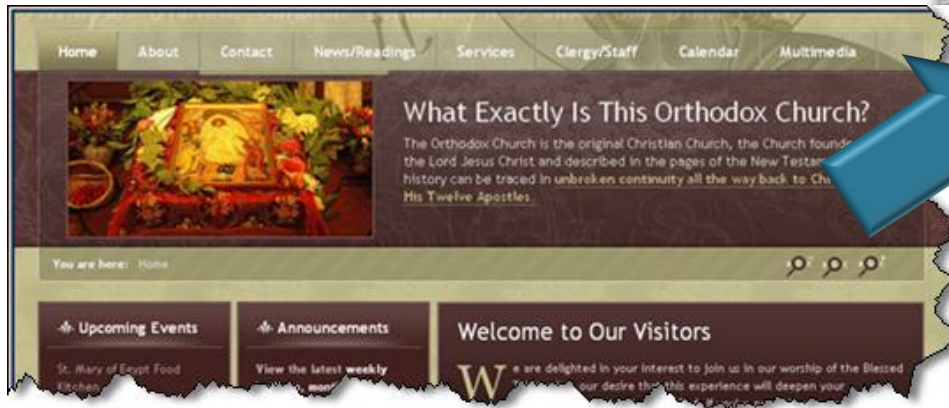 Home About Contact News/Readings Services Clergy/Staff Calendar Multimedia
What Exactly Is This Orthodox Church?
The Orthodox Church is the original Christian Church, the Church
the Lord Jesus Christ and described in the pages of the New
history can be traced in unbroken continuity all the way back to
His Twelve Apostles.
You are here: Home
Upcoming Events
St. Mary of Egypt Food
Kitchen
Announcements
View the latest weekly
Welcome to Our Visitors
We are delighted in your interest to join us in our worship of the Blessed
our desire that this experience will deepen your